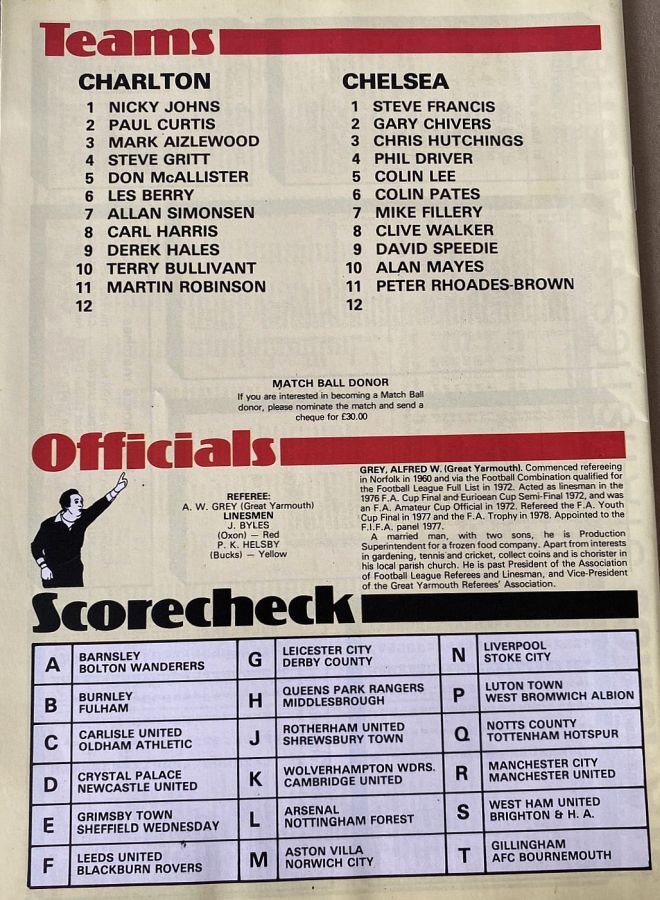 Teams
CHARLTON
1 NICKY JOHNS
2 PAUL CURTIS
3 MARK AIZLEWOOD
4 STEVE GRITT
5 DON McALLISTER
6 LES BERRY
7 ALLAN SIMONSEN
8 CARL HARRIS
9 DEREK HALES
10 TERRY BULLIVANT
11 MARTIN ROBINSON
12
CHELSEA
1 STEVE FRANCIS
2 GARY CHIVERS
3 CHRIS HUTCHINGS
4 PHIL DRIVER
5 COLIN LEE
6 COLIN PATES
7 MIKE FILLERY
8 CLIVE WALKER
9 DAVID SPEEDIE
10 ALAN MAYES
11 PETER RHOADES-BROWN
12
MATCH BALL DONOR
If you are interested in becoming a Match Ball
donor, please nominate the match and send a
cheque for £30.00
Officials
REFEREE:
A. W. GREY (Great Yarmouth)
LINESMEN
J. BYLES
(Oxon) — Red
P. K. HELSBY
(Bucks) — Yellow
GREY, ALFRED W. (Great Yarmouth). Commenced refereeing
in Norfolk in 1960 and via the Football Combination qualified for
the Football League Full List in 1972. Acted as linesman in the
1976 F.A. Cup Final and Eurioean Cup Semi-Final 1972, and was
an F.A. Amateur Cup Official in 1972. Refereed the F.A. Youth
Cup Final in 1977 and the F.A. Trophy in 1978. Appointed to the
F.I.F.A. panel 1977.
A married man, with two sons, he is Production
Superintendent for a frozen food company. Apart from interests
in gardening, tennis and cricket, collect coins and is chorister in
his local parish church. He is past President of the Association
of Football League Referees and Linesman, and Vice-President
of the Great Yarmouth Referees' Association.
Scorecheck
A BARNSLEY
BOLTON WANDERERS
B BURNLEY
FULHAM
C CARLISLE UNITED
OLDHAM ATHLETIC
D CRYSTAL PALACE
NEWCASTLE UNITED
E GRIMSBY TOWN
SHEFFIELD WEDNESDAY
F LEEDS UNITED
BLACKBURN ROVERS
G LEICESTER CITY
DERBY COUNTY
H QUEENS PARK RANGERS
MIDDLESBROUGH
J ROTHERHAM UNITED
SHREWSBURY TOWN
K WOLVERHAMPTON WDRS.
CAMBRIDGE UNITED
L ARSENAL
NOTTINGHAM FOREST
M ASTON VILLA
NORWICH CITY
N LIVERPOOL
STOKE CITY
P LUTON TOWN
WEST BROMWICH ALBION
Q NOTTS COUNTY
TOTTENHAM HOTSPUR
R MANCHESTER CITY
MANCHESTER UNITED
S WEST HAM UNITED
BRIGHTON & H. A.
T GILLINGHAM
AFC BOURNEMOUTH